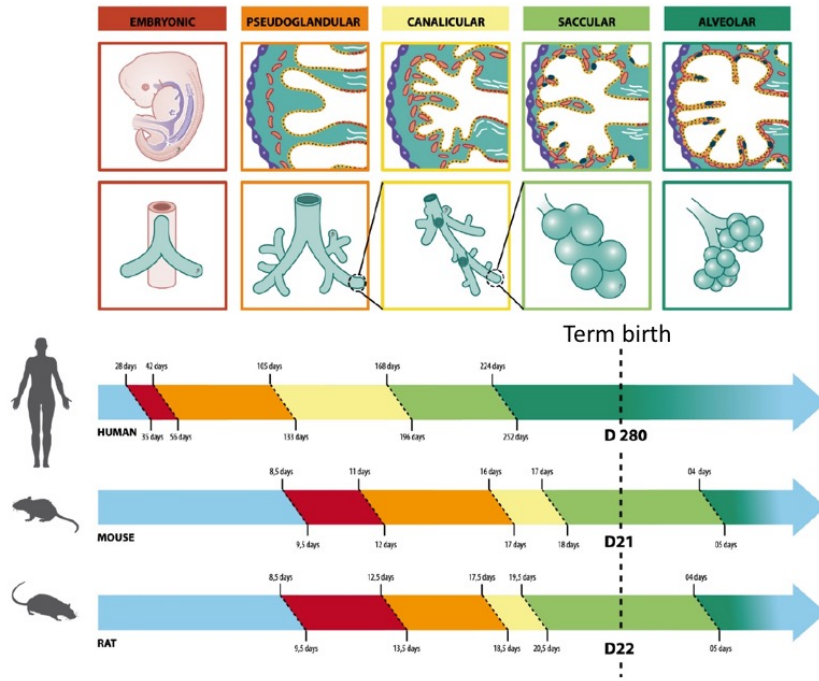 EMBRYONIC
PSEUDOGLANDULAR
CANALICULAR
SACCULAR
ALVEOLAR
Term birth
28 days
42 days
105 days
168 days
224 days
HUMAN
35 days
56 days
133 days
196 days
252 days
D 280
8,5 days
11 days
16 days
17 days
04 days
MOUSE
9,5 days
12 days
17 days
18 days
D21
05 days
8,5 days
12,5 days
17,5 days
19,5 days
04 days
RAT
9,5 days
13,5 days
18,5 days
20,5 days
D22
05 days